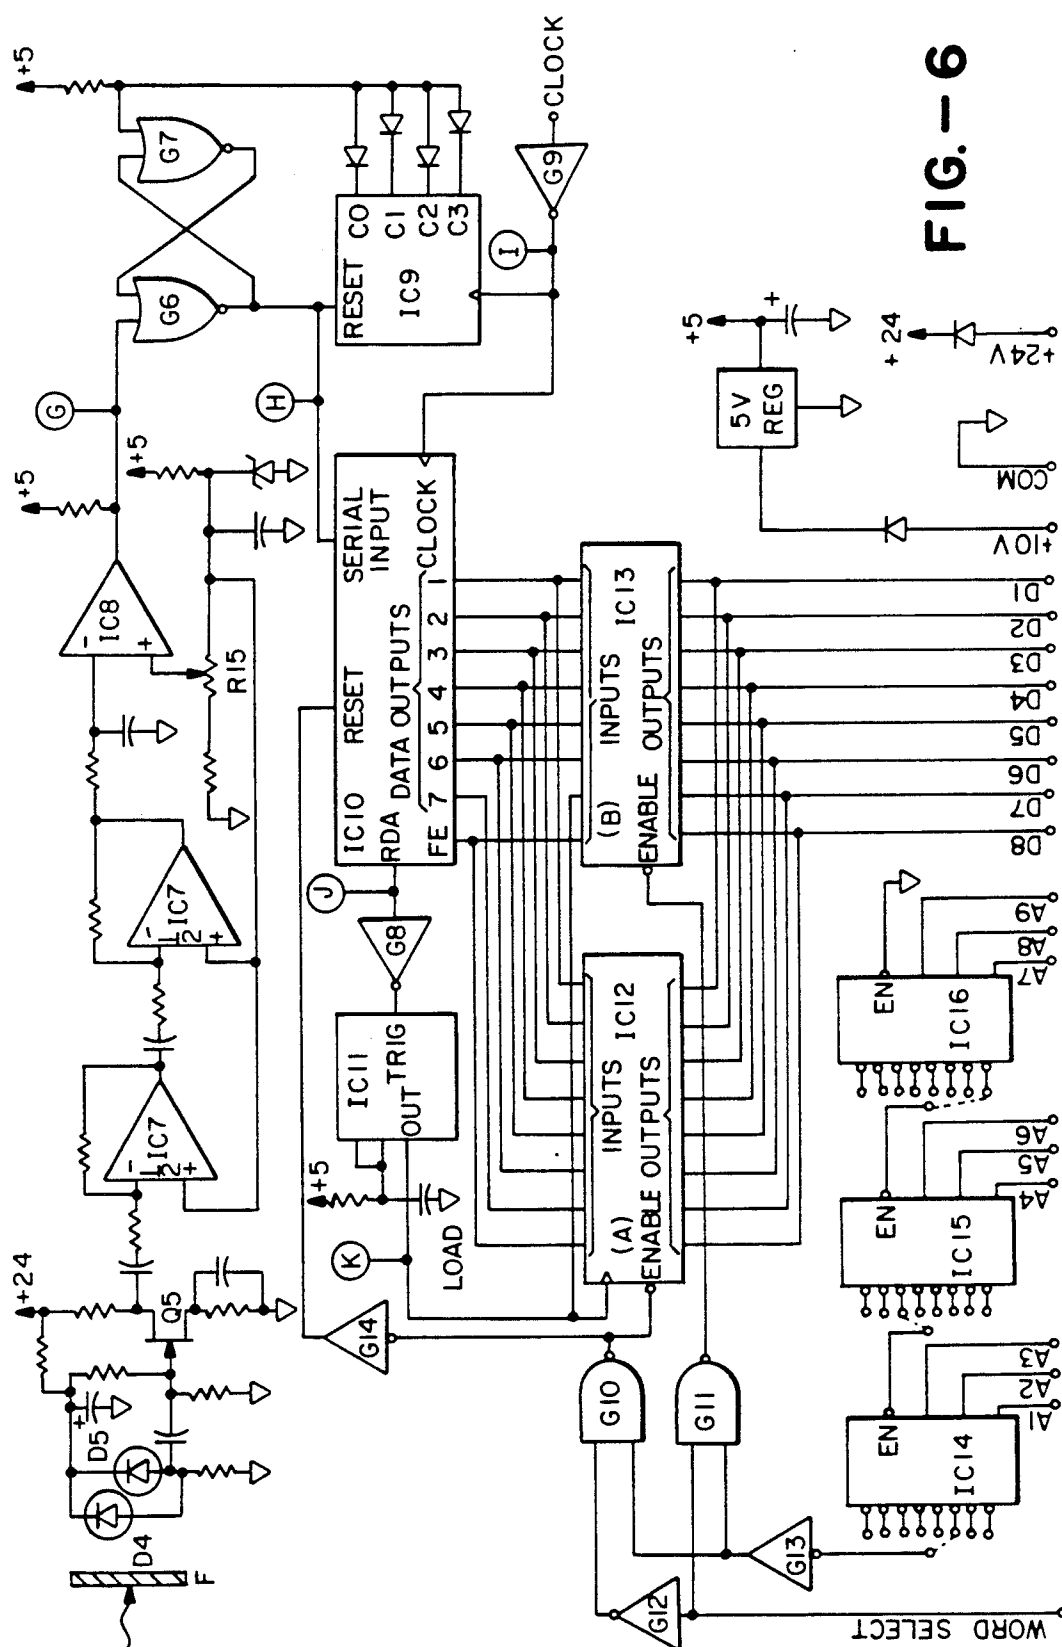 +5
G7
G6
G
+5
+5
IC8
-
+
R15
IC7
-
1
2
+
IC7
-
1
2
+
+24
Q5
D5
+
D4
F
H
RESET
C0
C1
C2
C3
IC9
I
G9
CLOCK
IC10
RESET
SERIAL
INPUT
RDA
DATA OUTPUTS
CLOCK
FE 7 6 5 4 3 2 1
J
G8
IC11
TRIG
OUT
+5
K
LOAD
G14
INPUTS
IC12
(A)
ENABLE
OUTPUTS
INPUTS
IC13
(B)
ENABLE
OUTPUTS
G10
G11
G12
G13
WORD SELECT
EN
IC14
A1
A2
A3
EN
IC15
A4
A5
A6
EN
IC16
A7
A8
A9
D8
D7
D6
D5
D4
D3
D2
D1
+10V
COM
+24V
5V
REG
+5
+
+24
FIG.-6